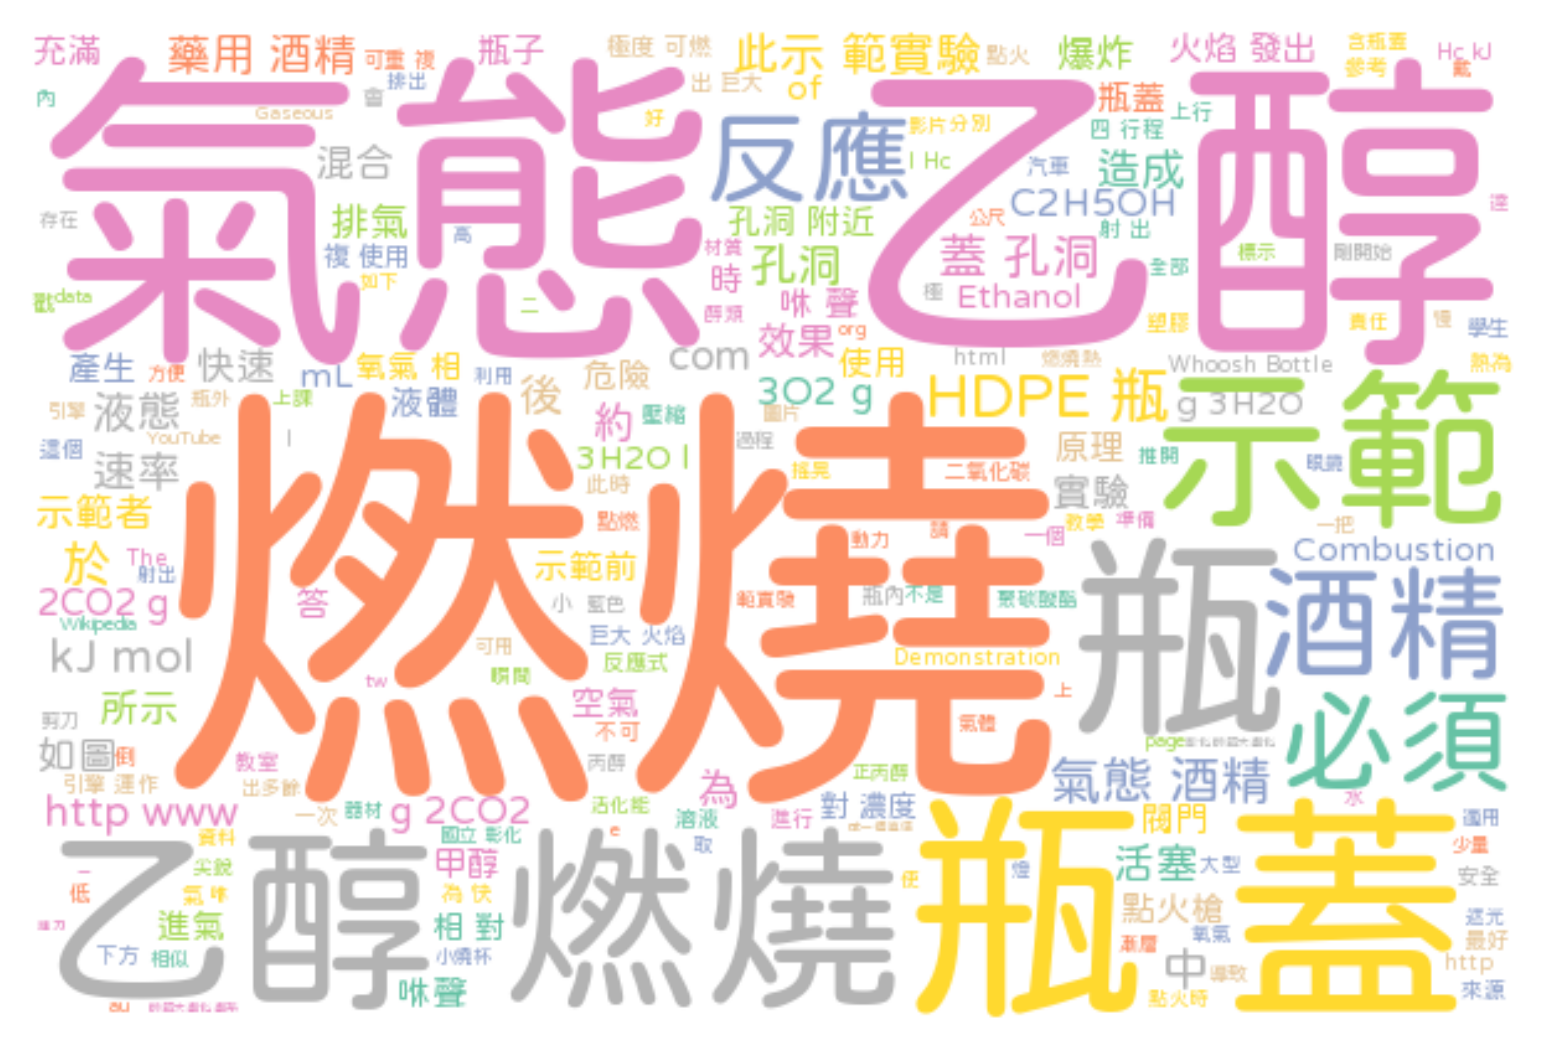 充滿
藥用 酒精
可重 複
瓶子
極度 可燃
此示 範實驗
點火
爆炸
火焰 發出
含瓶蓋
Hc kJ
內
排出
會
出 巨大
of
參考
戴
Gaseous
氣態 乙醇
好
反應
影片
分別
瓶蓋
上行
四 行程
混合
l Hc
汽車
造成
C2H5OH
存在
排氣
高
孔洞 附近
公尺
射 出
達
複 使用
材質
時
孔洞
蓋 孔洞
全部
標示
剛開始
戳
data
如下
二
醇類
咻 聲
極
Ethanol
效果
org
塑膠
責任
慢
學生
產生
方便
快速
mL
氧氣 相
利用
危險
com
使用
html
燃燒熱
Whoosh Bottle
熱為
引擎
液態
瓶外
上課
液體
後
約
壓縮
3O2 g
圖片
HDPE 瓶
g 3H2O
示範
這個
YouTube
l
速率
燃燒
3H2O l
過程
搖晃
二氧化碳
原理
推開
眼鏡
示範者
此時
點燃
實驗
教學
準備
一把
於
The
射出
示範前
動力
請
一個
Combustion
2CO2 g
Wikipedia
答
小
藍色
範實驗
瓶內
不是
聚碳酸酯
瓶
酒精
kJ mol
可用
巨大 火焰
反應式
Demonstration
tw
瞬間
剪刀
所示
空氣
不可
上
氣體
必須
如圖
倒
教室
丙醇
page
引擎 運作
出多餘
為
正丙醇
氣態 酒精
http www
一次
器材
g 2CO2
活化能
溶液
進行
對 濃度
水
閥門
適用
資料
國立 彰化
e
取
少量
乙醇 燃燒
瓶蓋
一
低
尖銳
氣味
甲醇
為 快
便
燈
活塞
大型
安全
點火槍
進氣
相 對
漸層
氧氣
遮光
最好
下方
相似
小燒杯
中
導致
http
咻聲
點火時
來源
au